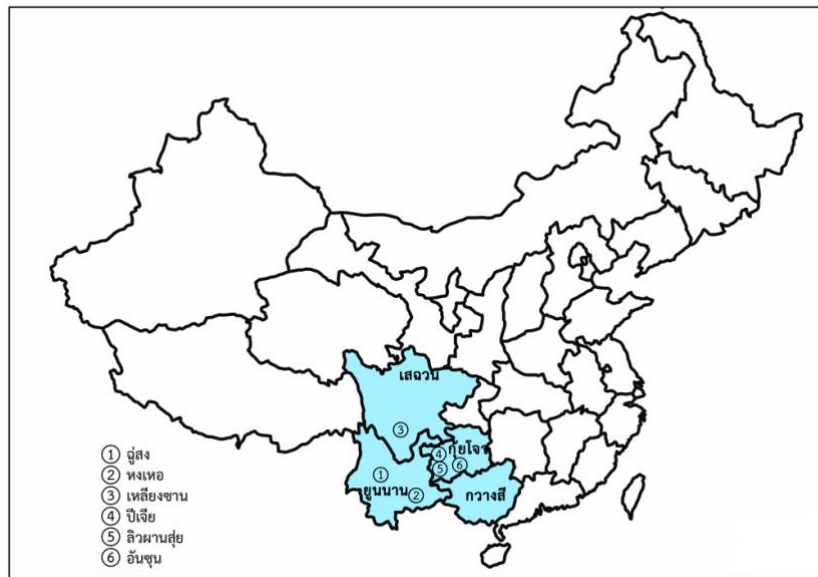 เสฉวน
③
④ กุ้ยโจว
⑤ ⑥
①
ยูนนาน ② กวางสี
① ฉู่สง
② หงเหอ
③ เหลียงซาน
④ ปี้เจี๋ย
⑤ ลิ่วผานสุ่ย
⑥ อันซุ่น